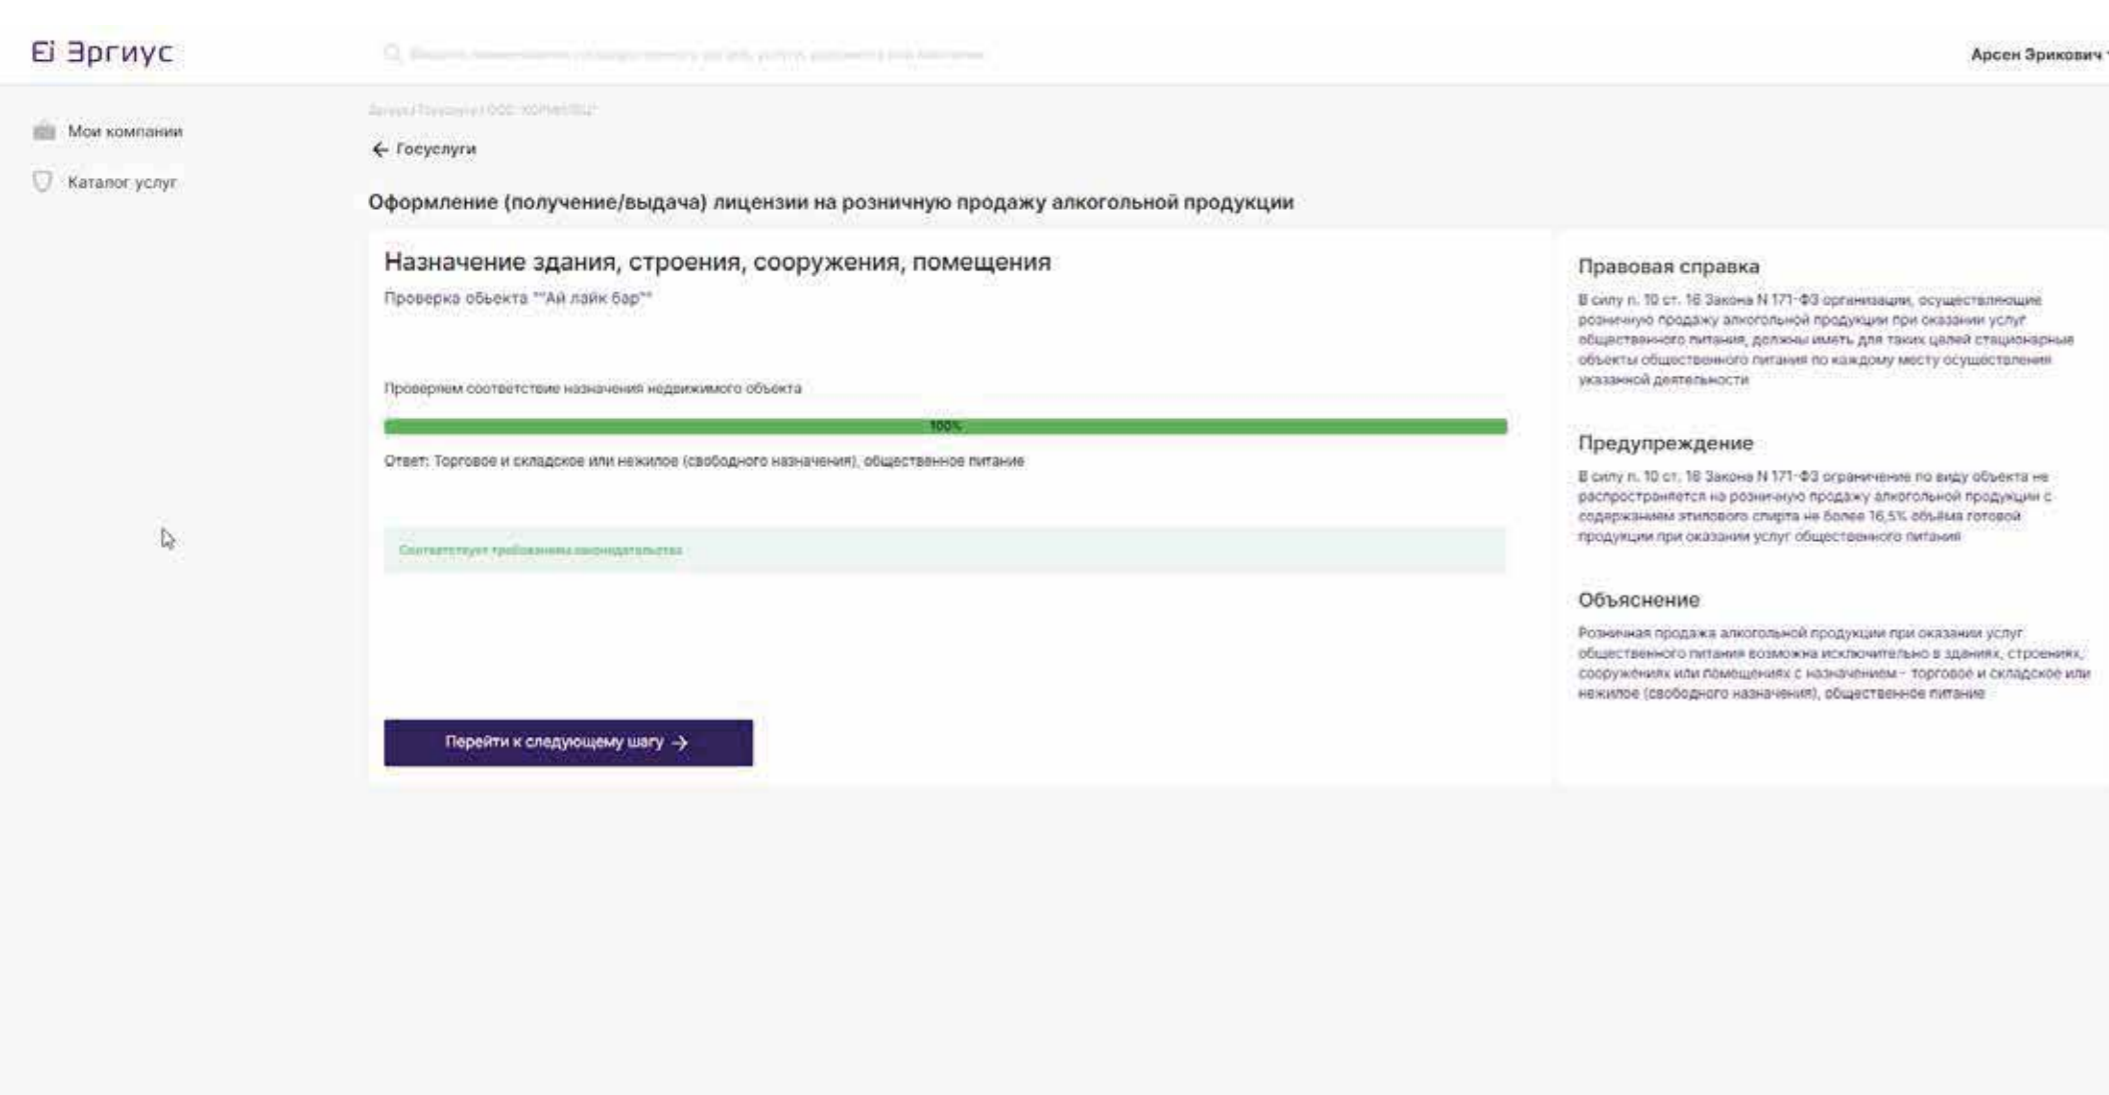 Ei Эргиус
Арсен Эрикович
Мои компании
Каталог услуг
← Госуслуги
Оформление (получение/выдача) лицензии на розничную продажу алкогольной продукции
Назначение здания, строения, сооружения, помещения
Проверка объекта ""Ай лайк бар""
Проверяем соответствие назначения недвижимого объекта
100%
Ответ: Торговое и складское или нежилое (свободного назначения), общественное питание
Соответствует требованиям законодательства
Перейти к следующему шагу →
Правовая справка
В силу п. 10 ст. 16 Закона N 171-ФЗ организации, осуществляющие
розничную продажу алкогольной продукции при оказании услуг
общественного питания, должны иметь для таких целей стационарные
объекты общественного питания по каждому месту осуществления
указанной деятельности
Предупреждение
В силу п. 10 ст. 16 Закона N 171-ФЗ ограничение по виду объекта не
распространяется на розничную продажу алкогольной продукции с
содержанием этилового спирта не более 16,5% объёма готовой
продукции при оказании услуг общественного питания
Объяснение
Розничная продажа алкогольной продукции при оказании услуг
общественного питания возможна исключительно в зданиях, строениях,
сооружениях или помещениях с назначением - торговое и складское или
нежилое (свободного назначения), общественное питание